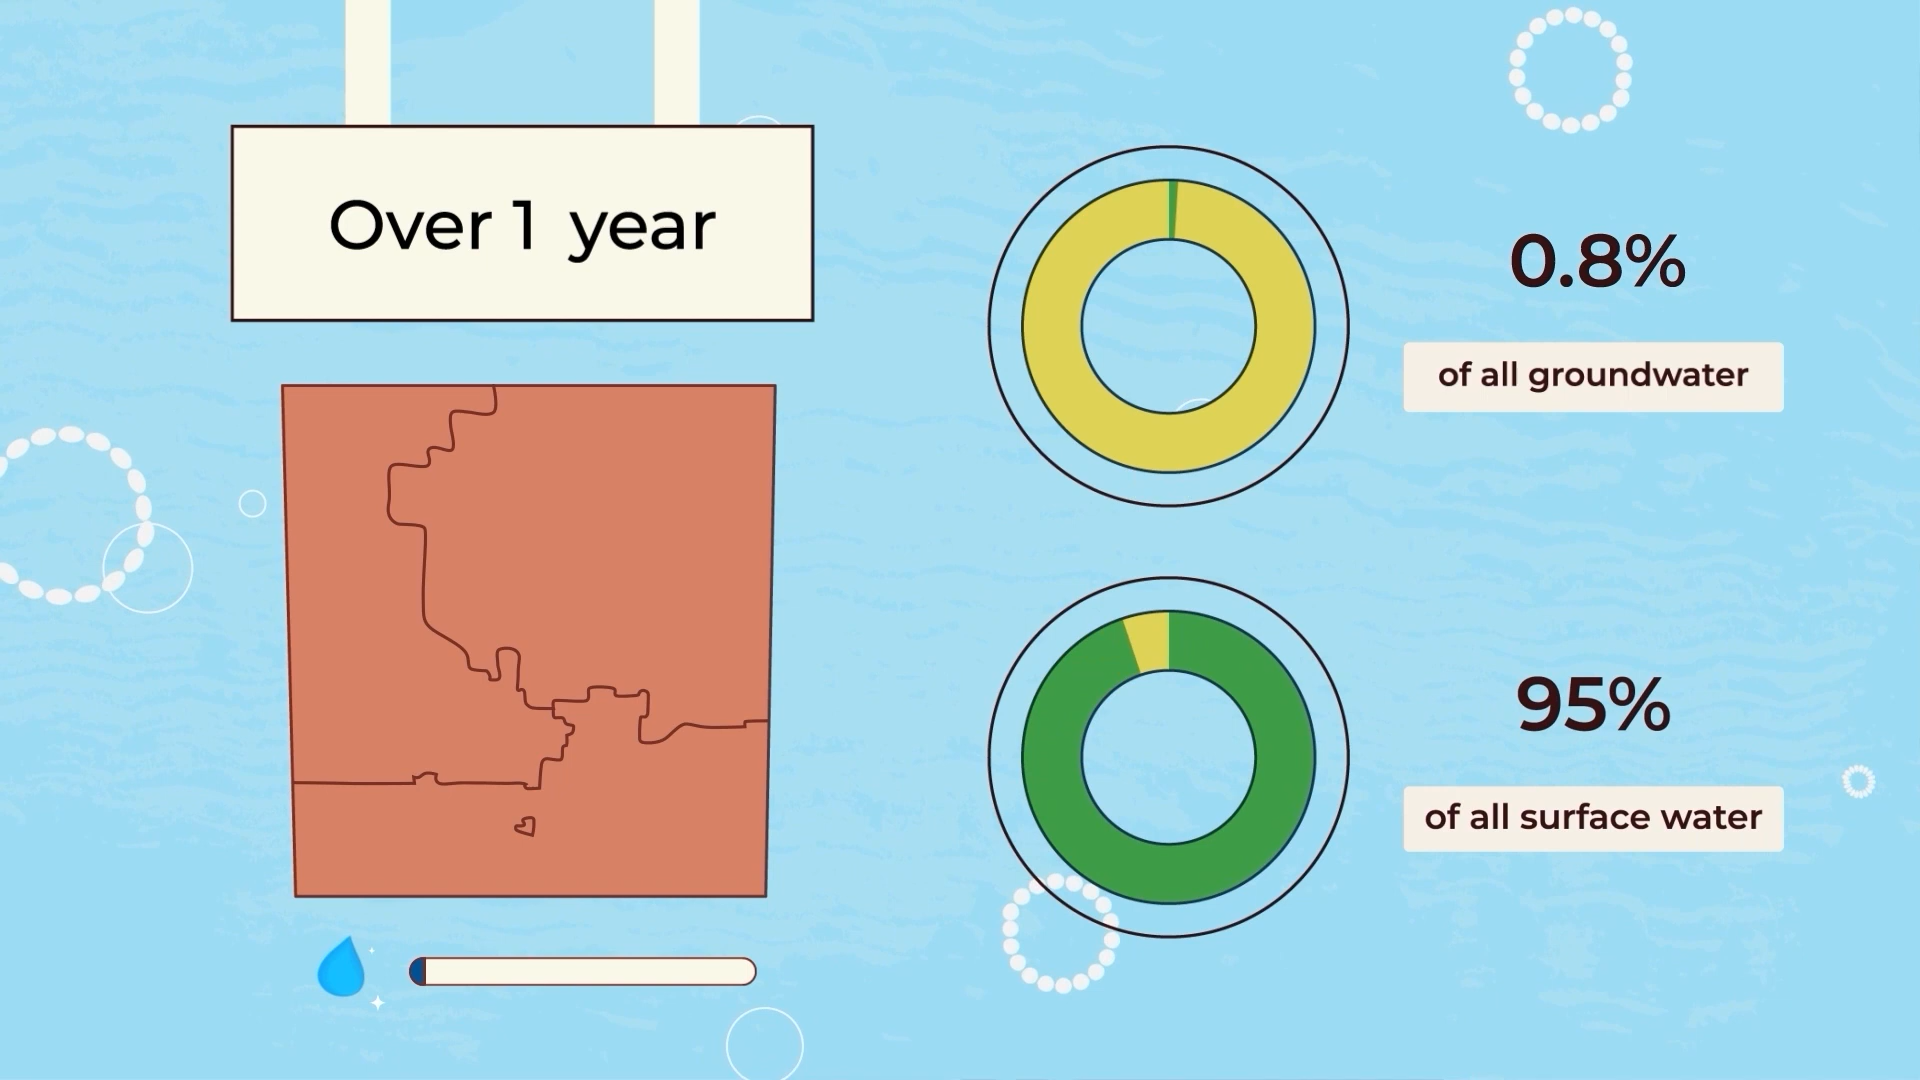 Over 1 year
0.8%
of all groundwater
95%
of all surface water